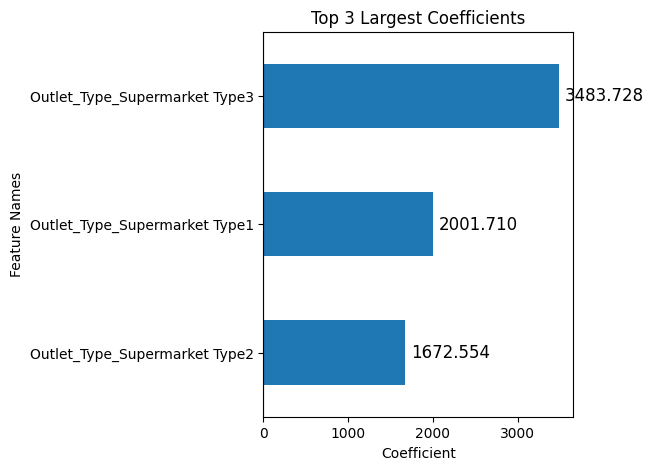 Top 3 Largest Coefficients
Feature Names
Outlet_Type_Supermarket Type3
3483.728
Outlet_Type_Supermarket Type1
2001.710
Outlet_Type_Supermarket Type2
1672.554
0 1000 2000 3000
Coefficient